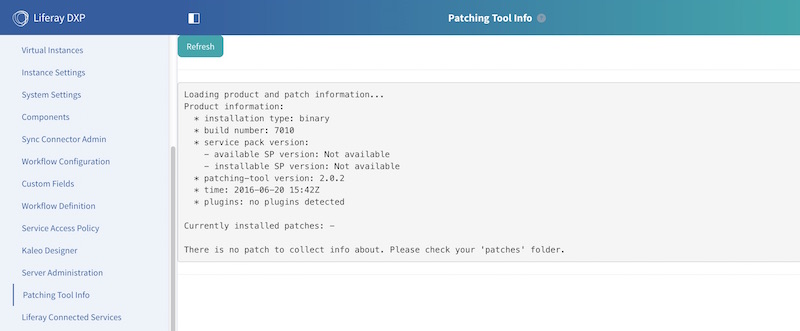 Liferay DXP
Patching Tool Info ?
Virtual Instances
Instance Settings
System Settings
Components
Sync Connector Admin
Workflow Configuration
Custom Fields
Workflow Definition
Service Access Policy
Kaleo Designer
Server Administration
Patching Tool Info
Liferay Connected Services
Refresh
Loading product and patch information...
Product information:
* installation type: binary
* build number: 7010
* service pack version:
- available SP version: Not available
- installable SP version: Not available
* patching-tool version: 2.0.2
* time: 2016-06-20 15:42Z
* plugins: no plugins detected
Currently installed patches: -
There is no patch to collect info about. Please check your 'patches' folder.